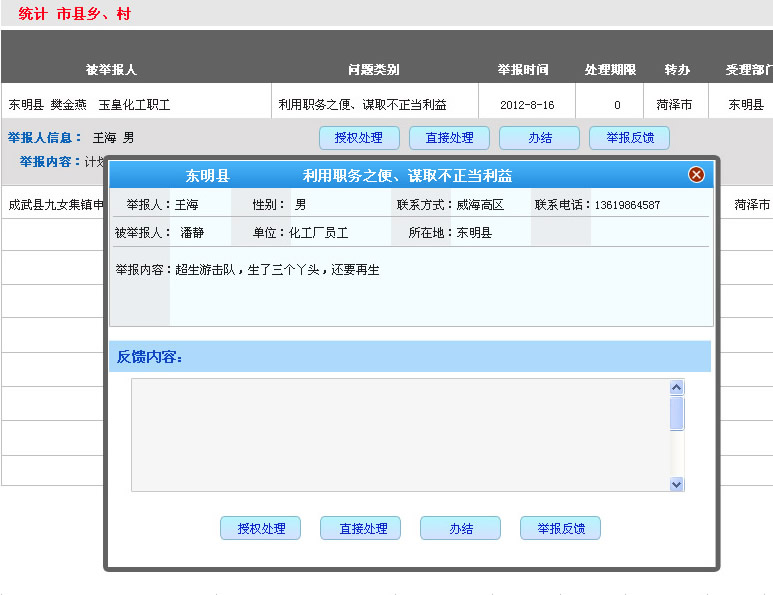 统计 市县乡、村
被举报人 问题类别 举报时间 处理期限 转办 受理部门
东明县 樊金燕 玉皇化工职工 利用职务之便、谋取不正当利益 2012-8-16 0 菏泽市 东明县
举报人信息： 王海 男 授权处理 直接处理 办结 举报反馈
举报内容：计划
东明县 利用职务之便、谋取不正当利益
成武县九女集镇申 菏泽市
举报人：王海 性别： 男 联系方式：威海高区 联系电话：13619864587
被举报人： 潘静 单位：化工厂员工 所在地：东明县
举报内容：超生游击队，生了三个丫头，还要再生
反馈内容：
授权处理 直接处理 办结 举报反馈